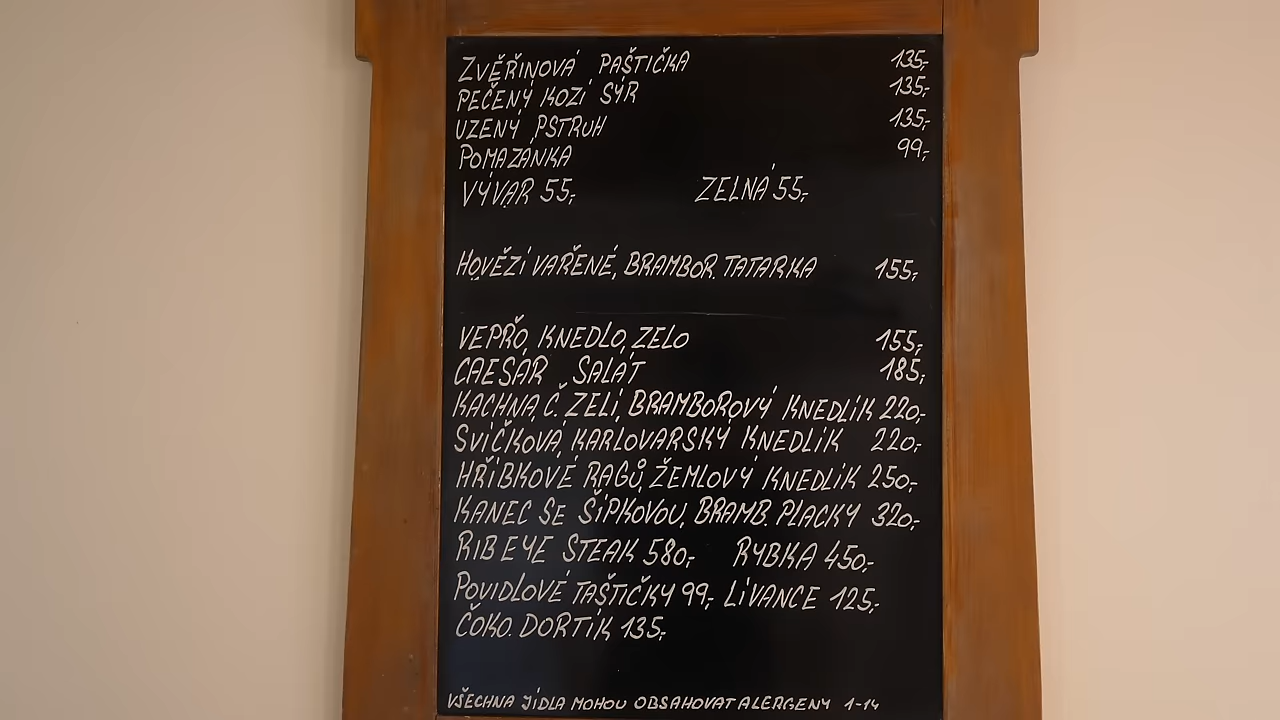 ZVĚŘINOVÁ PAŠTIČKA 135,-
PEČENÝ KOZÍ SÝR 135,-
UZENÝ PSTRUH 135,-
POMAZÁNKA 99,-
VÝVAR 55,- ZELNÁ 55,-
HOVĚZÍ VAŘENÉ, BRAMBOR. TATARKA 155,-
VEPŘO, KNEDLO, ZELO 155,-
CAESAR SALÁT 185,-
KACHNA, Č. ZELÍ, BRAMBOROVÝ KNEDLÍK 220,-
SVÍČKOVÁ, KARLOVARSKÝ KNEDLÍK 220,-
HŘIBKOVÉ RAGŮ, ŽEMLOVÝ KNEDLÍK 250,-
KANEC SE ŠÍPKOVOU, BRAMB. PLACKY 320,-
RIB EYE STEAK 580,- RYBKA 450,-
POVIDLOVÉ TAŠTIČKY 99,- LÍVANCE 125,-
ČOKO. DORTÍK 135,-
VŠECHNA JÍDLA MOHOU OBSAHOVAT ALERGENY 1-14